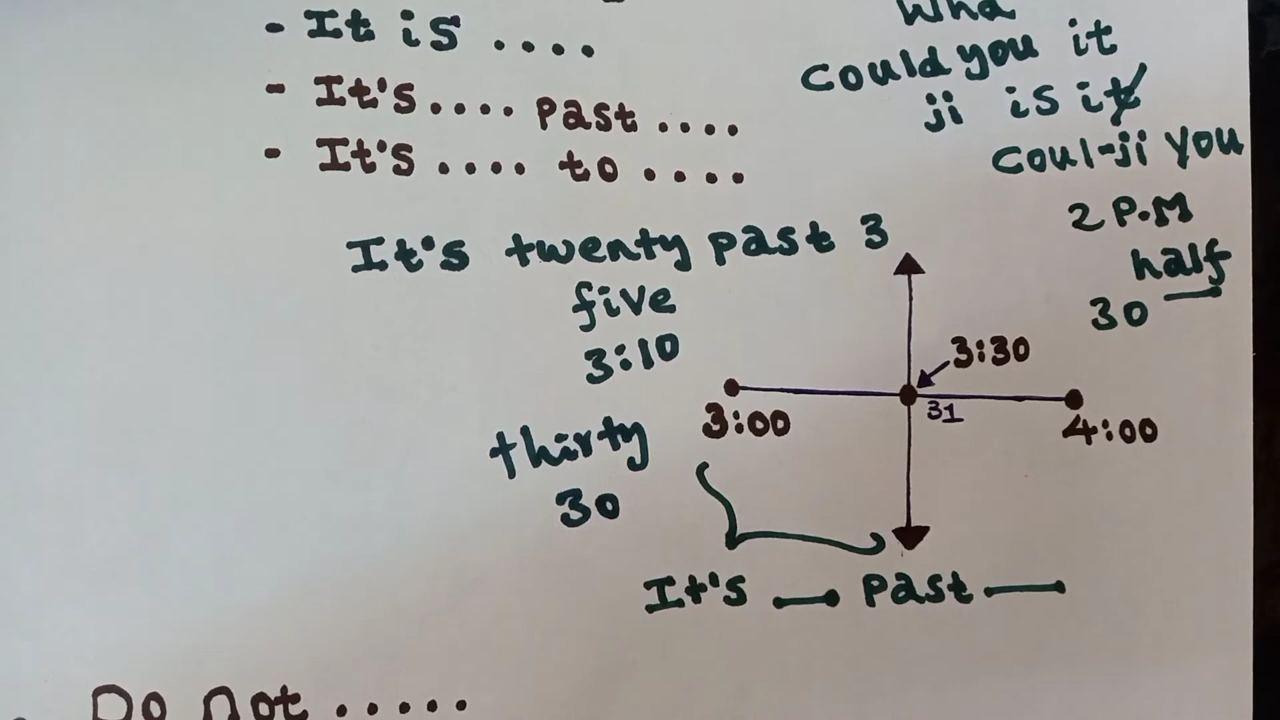 - It is ....
- It's.... past ....
- It's .... to ....
Wha
could you it
ji is it
coul-ji you
2 P.M
half
30
It's twenty past 3
five
3:10
3:30
31
3:00
4:00
thirty
30
It's — past —
Do not .....